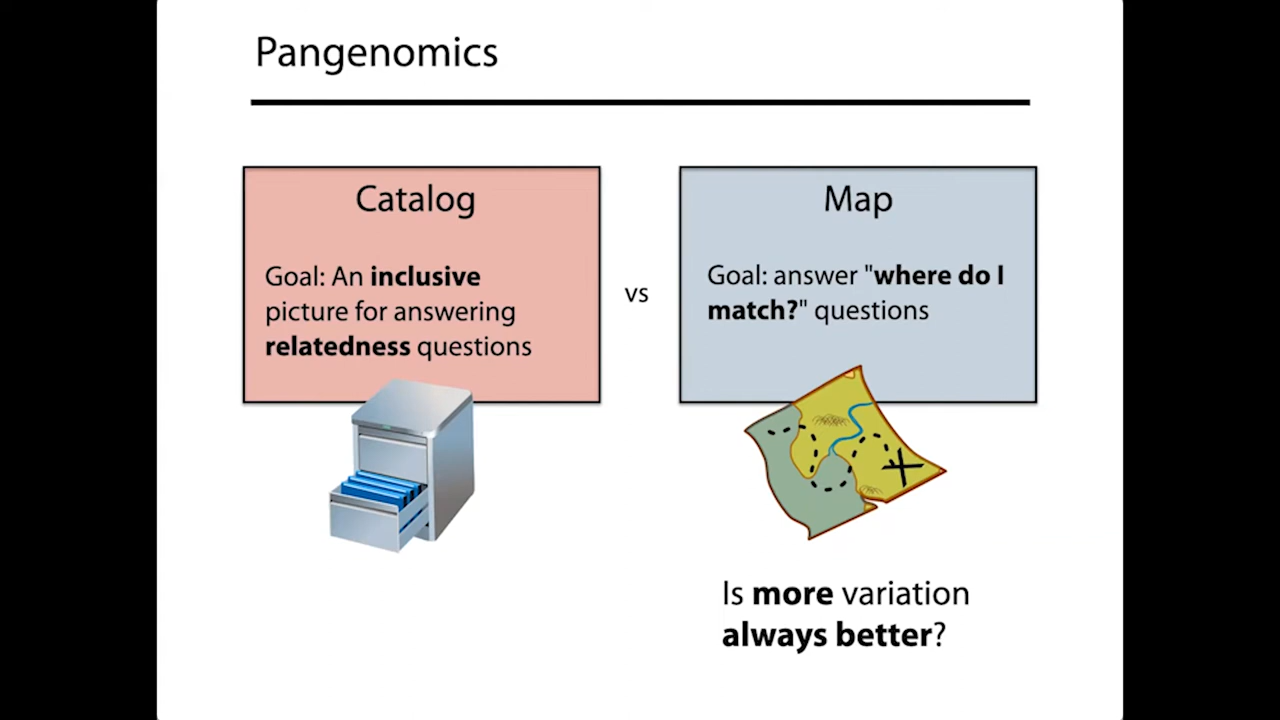 Pangenomics
Catalog
Goal: An inclusive
picture for answering
relatedness questions
vs
Map
Goal: answer "where do I
match?" questions
Is more variation
always better?